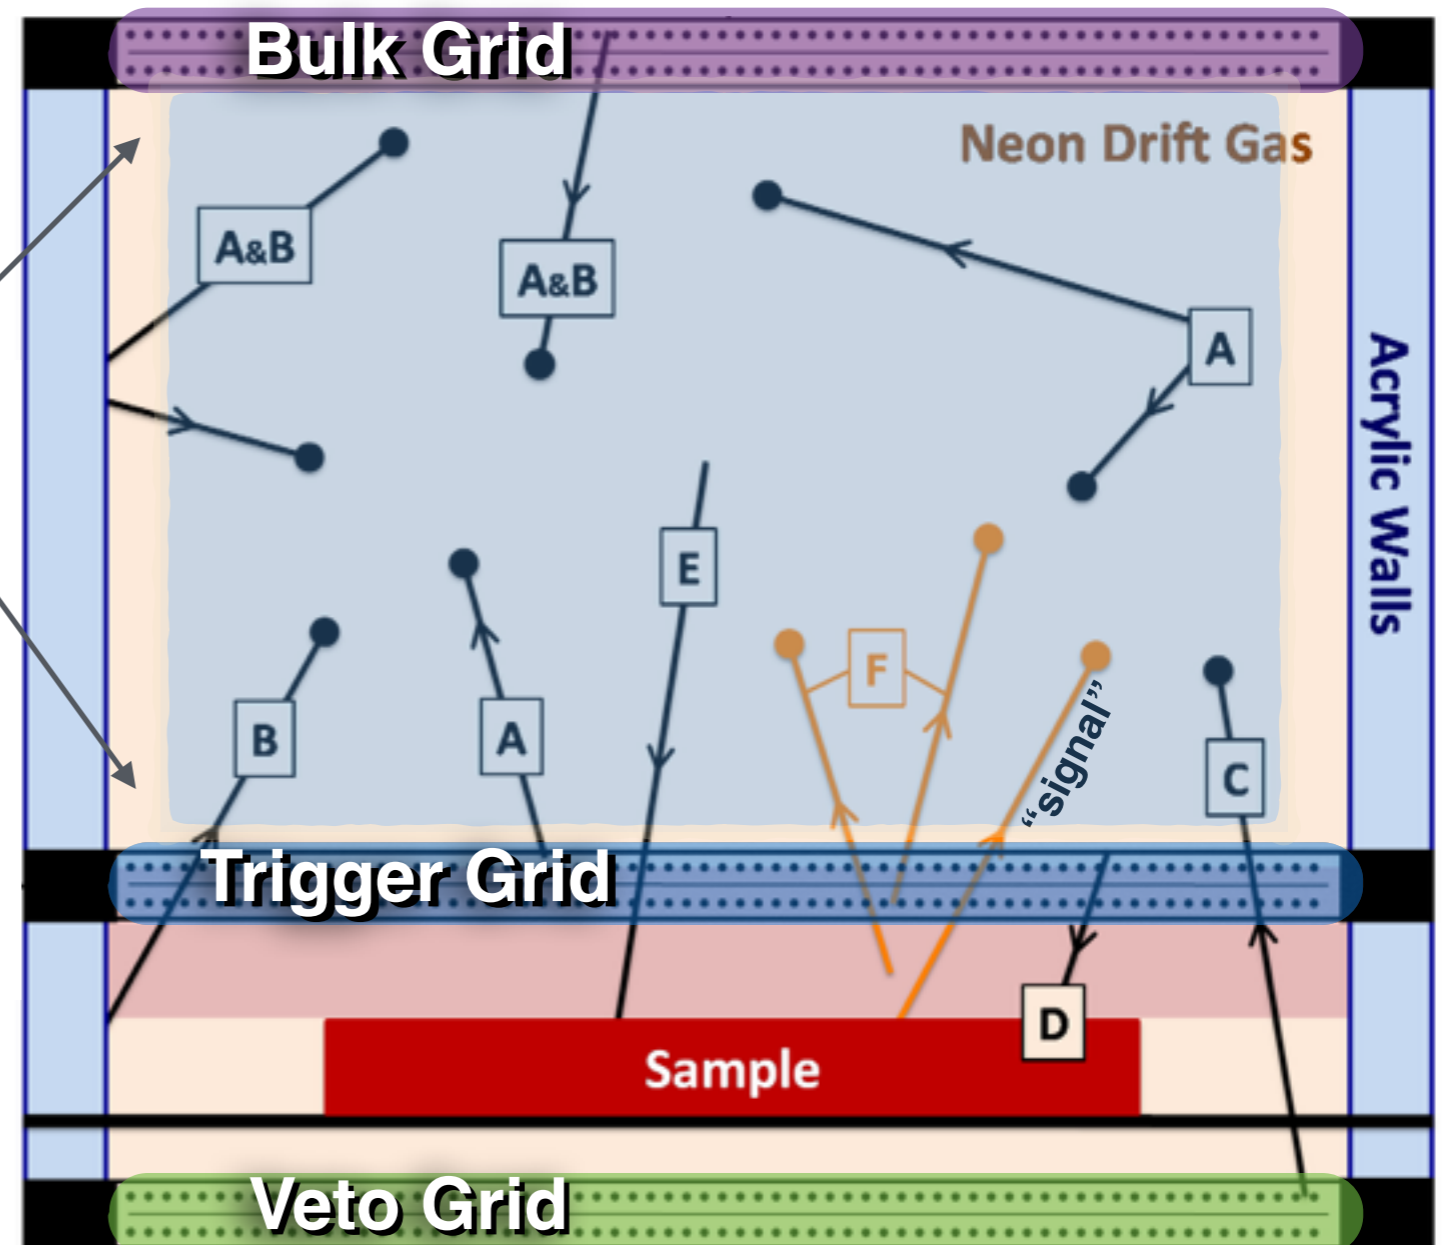 Bulk Grid
Neon Drift Gas
A&B
A&B
A
Acrylic Walls
E
F
B
A
"signal"
C
Trigger Grid
D
Sample
Veto Grid